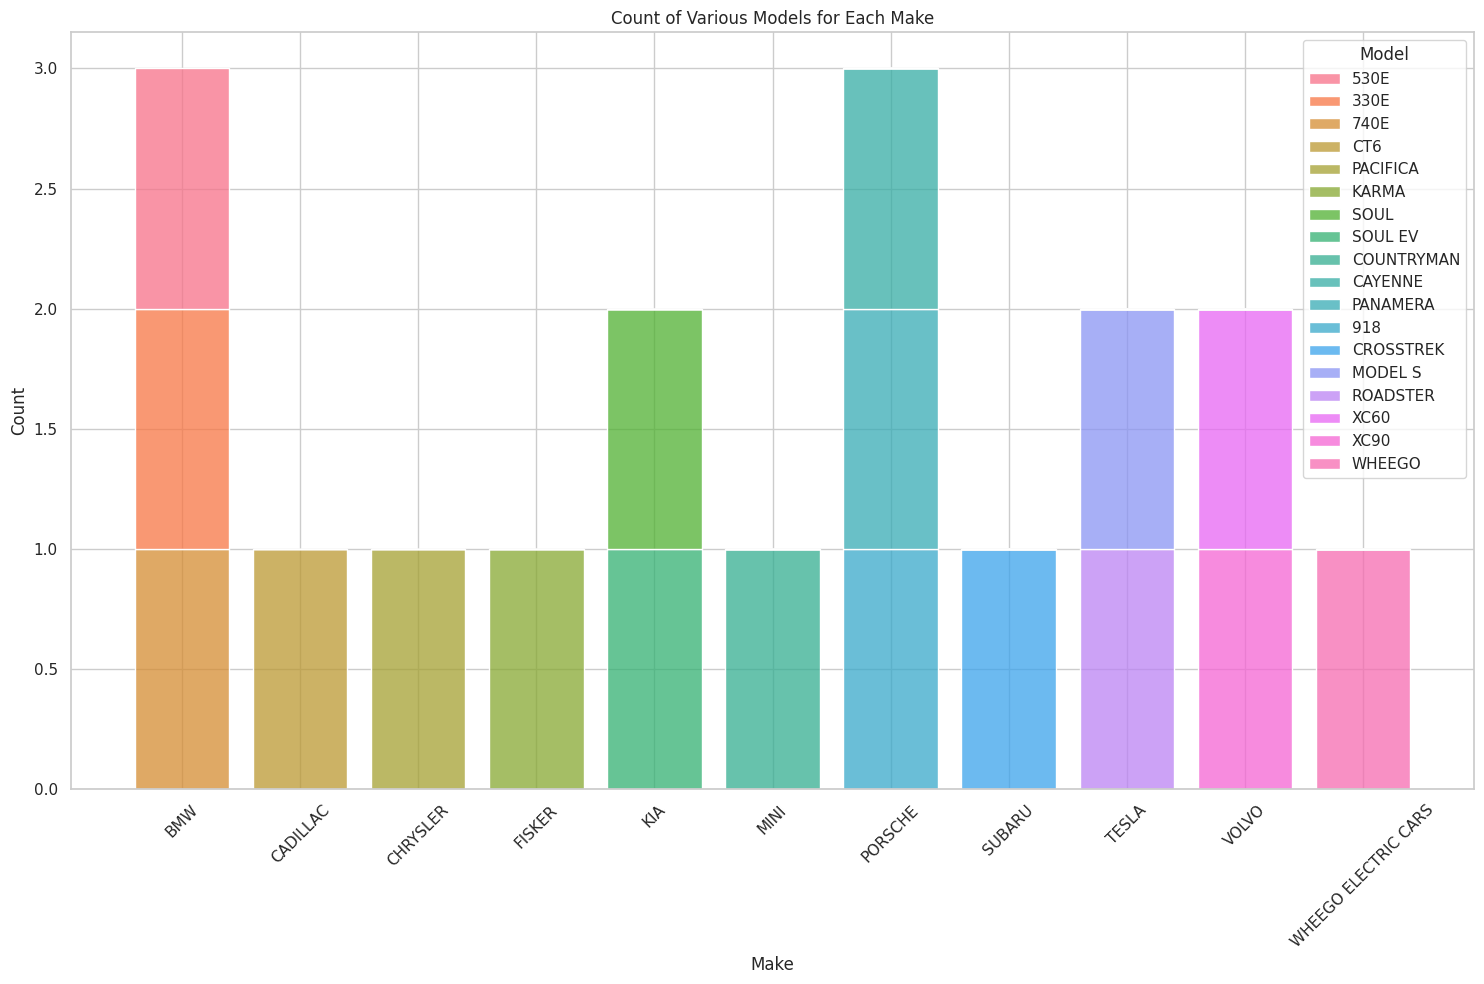 Count of Various Models for Each Make
Model
530E
330E
740E
CT6
PACIFICA
KARMA
SOUL
SOUL EV
COUNTRYMAN
CAYENNE
PANAMERA
918
CROSSTREK
MODEL S
ROADSTER
XC60
XC90
WHEEGO
Count
3.0
2.5
2.0
1.5
1.0
0.5
0.0
BMW
CADILLAC
CHRYSLER
FISKER
KIA
MINI
PORSCHE
SUBARU
TESLA
VOLVO
WHEEGO ELECTRIC CARS
Make